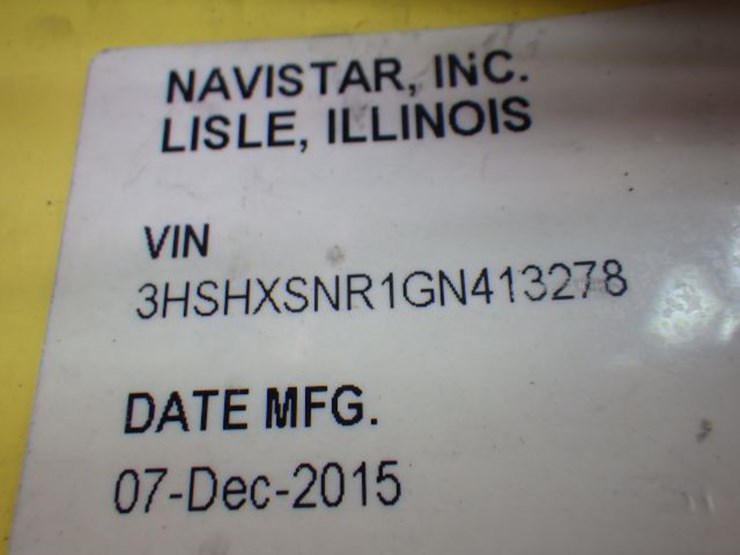 NAVISTAR, INC.
LISLE, ILLINOIS
VIN
3HSHXSNR1GN413278
DATE MFG.
07-Dec-2015